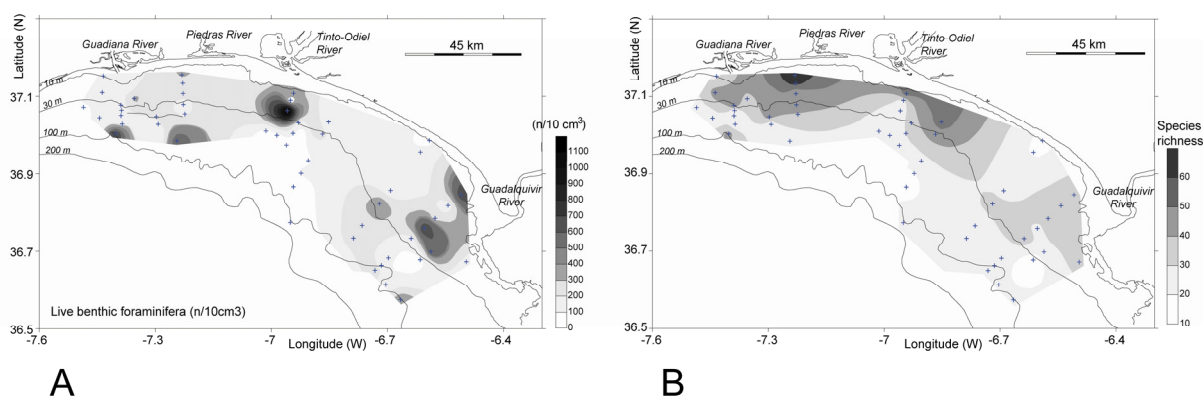 Latitude (N)
37.1
36.9
36.7
36.5
-7.6
-7.3
-7
-6.7
-6.4
Longitude (W)
Guadiana River
Piedras River
Tinto-Odiel
River
Guadalquivir
River
45 km
10 m
30 m
100 m
200 m
(n/10 cm3)
1100
1000
900
800
700
600
500
400
300
200
100
0
Live benthic foraminifera (n/10cm3)
A
Latitude (N)
37.1
36.9
36.7
36.5
-7.6
-7.3
-7
-6.7
-6.4
Longitude (W)
Guadiana River
Piedras River
Tinto-Odiel
River
Guadalquivir
River
45 km
10 m
30 m
100 m
200 m
Species
richness
60
50
40
30
20
10
B